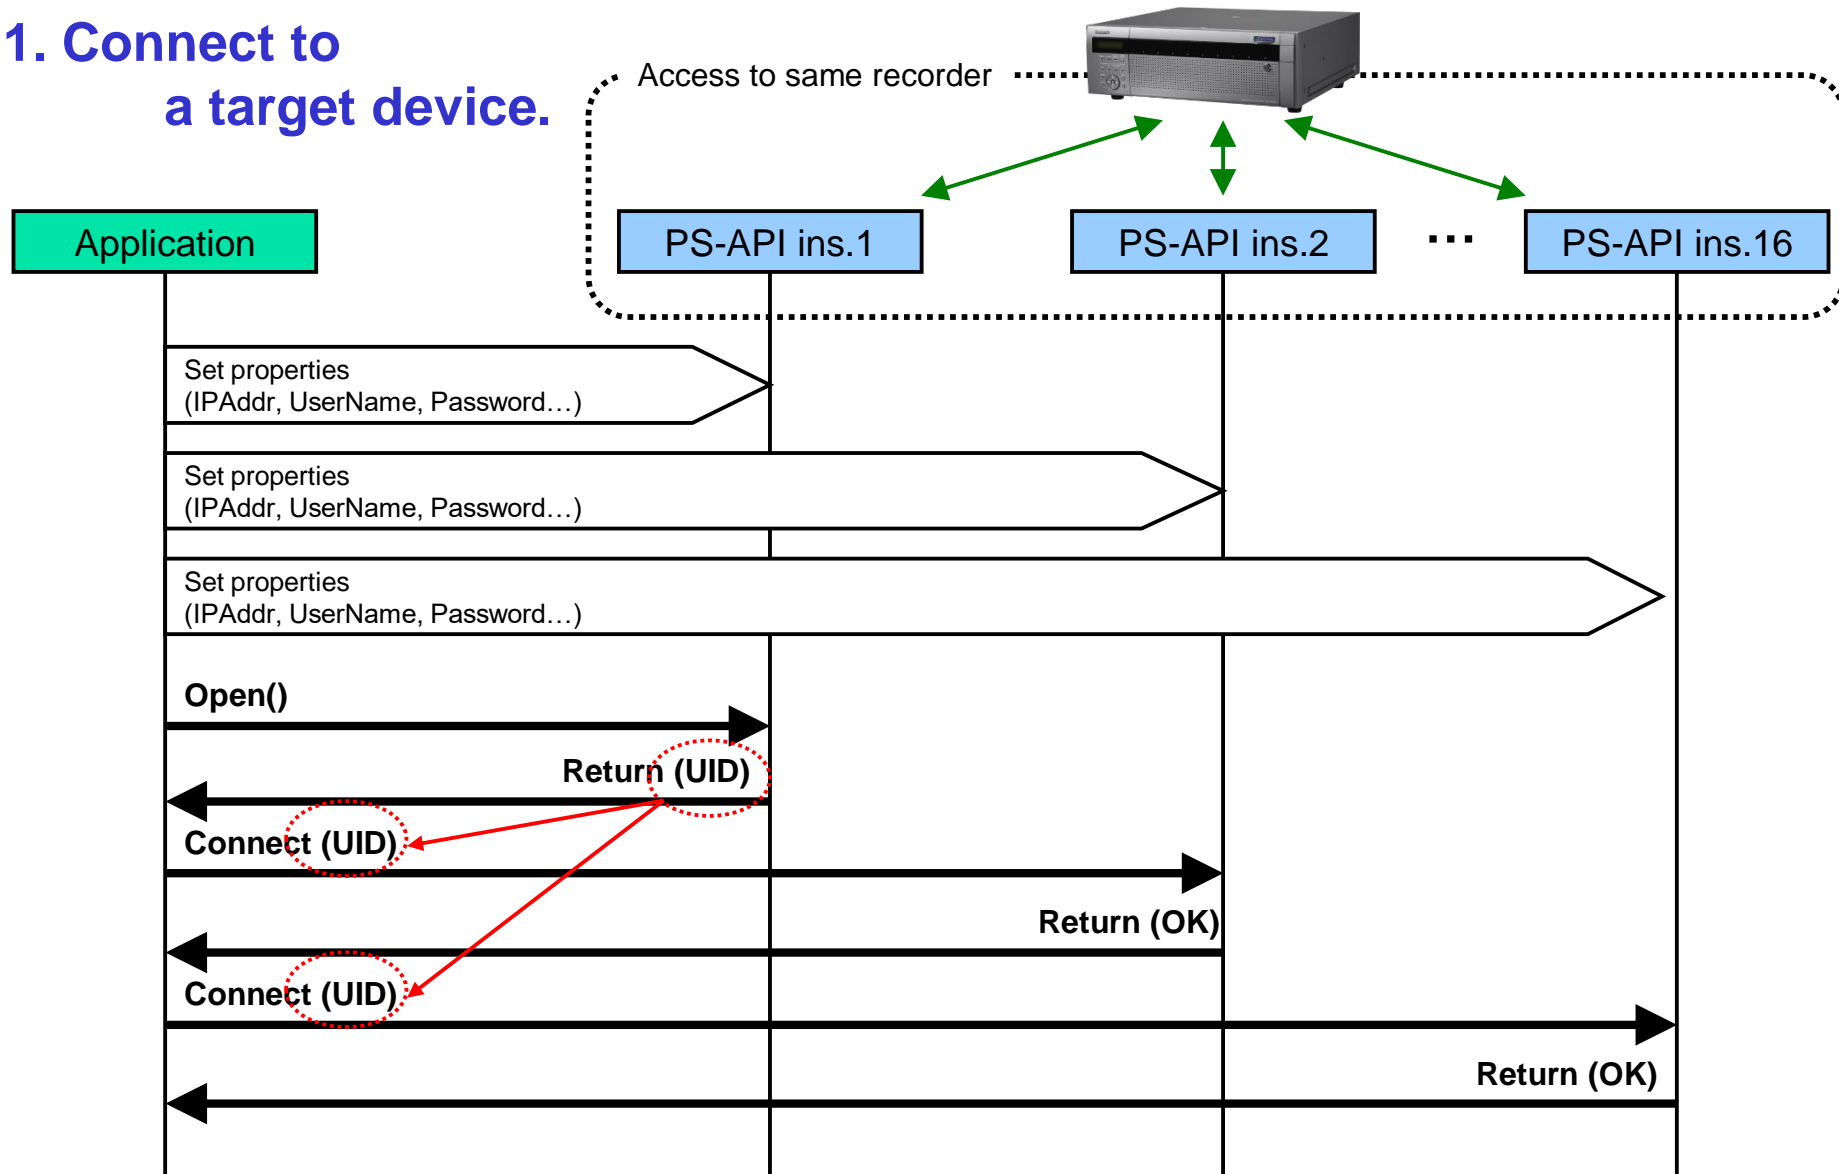 1. Connect to
a target device.
Access to same recorder
Application
PS-API ins.1
PS-API ins.2
...
PS-API ins.16
Set properties
(IPAddr, UserName, Password…)
Set properties
(IPAddr, UserName, Password…)
Set properties
(IPAddr, UserName, Password…)
Open()
Return (UID)
Connect (UID)
Return (OK)
Connect (UID)
Return (OK)